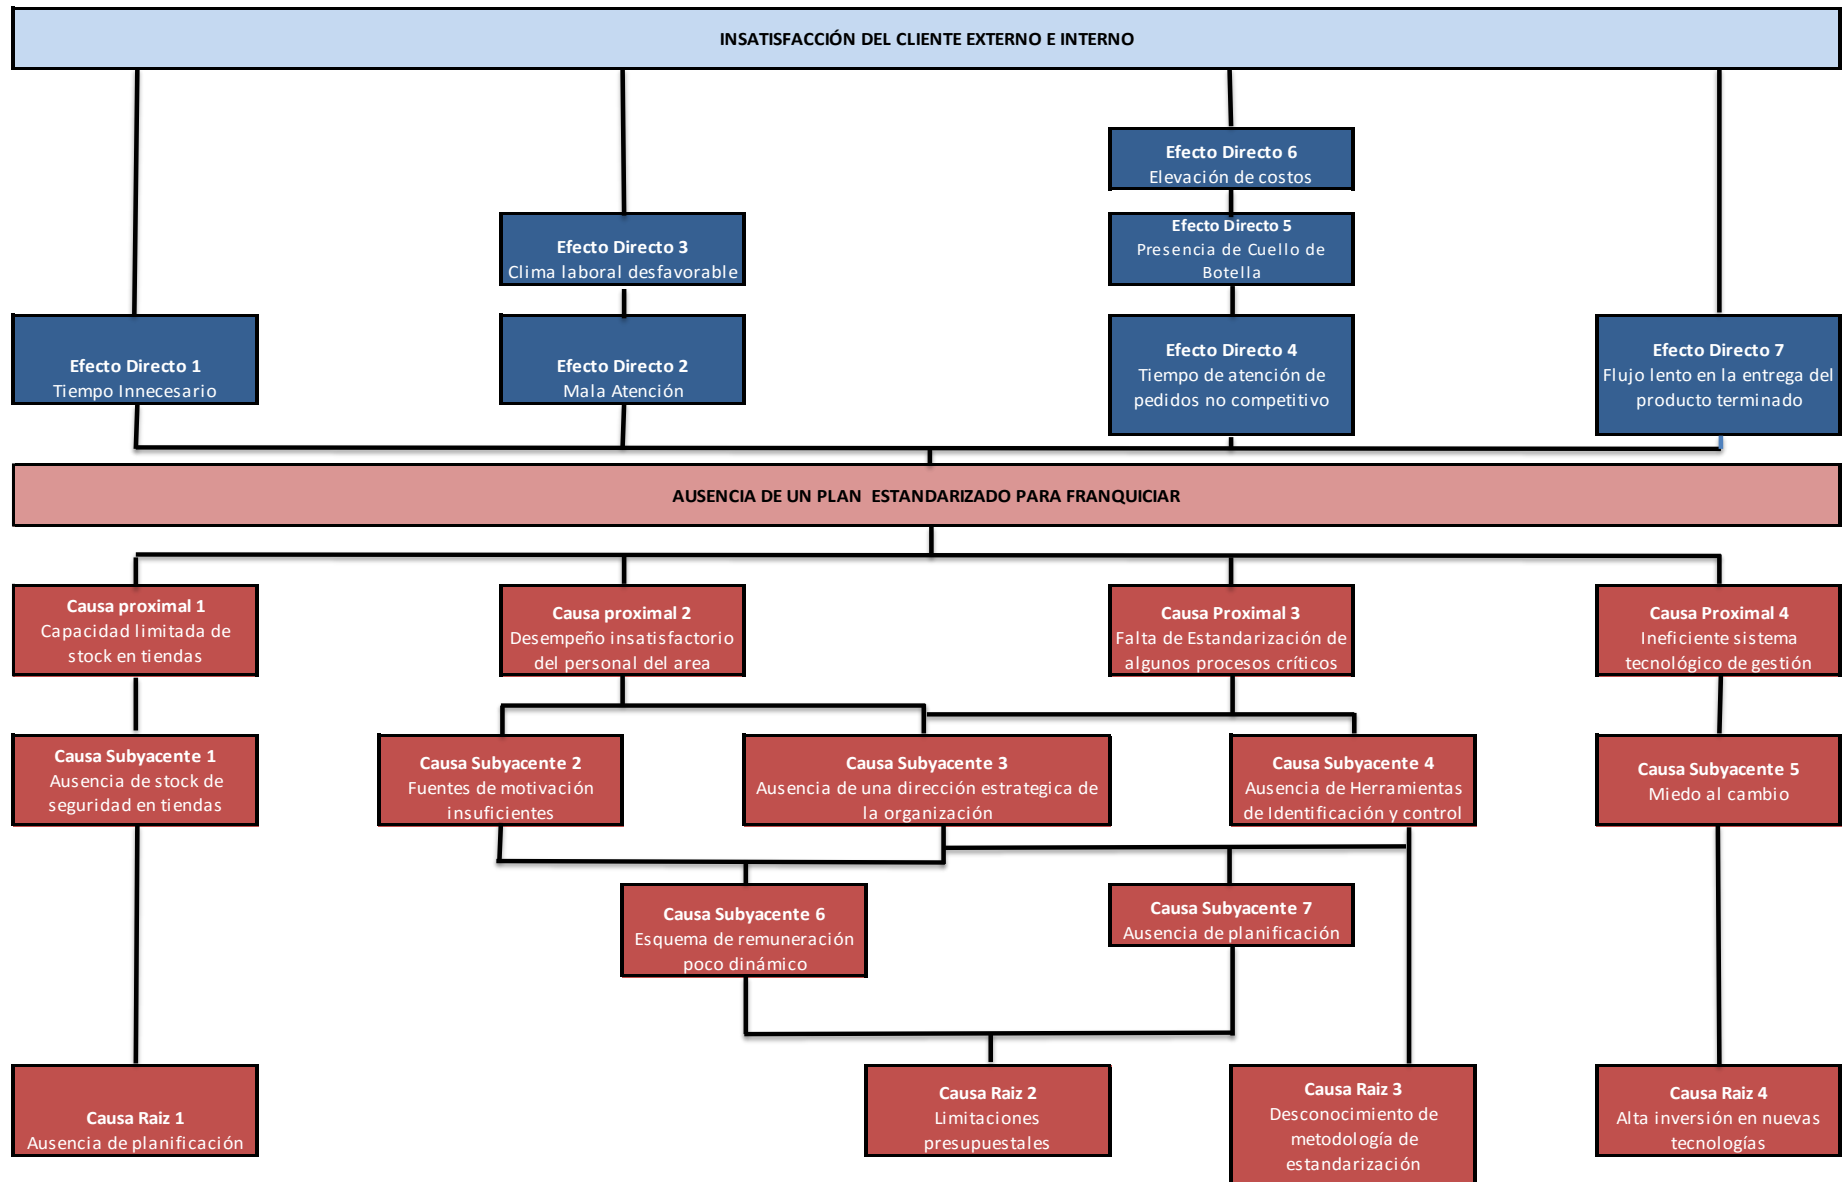 INSATISFACCIÓN DEL CLIENTE EXTERNO E INTERNO
Efecto Directo 6
Elevación de costos
Efecto Directo 3
Clima laboral desfavorable
Efecto Directo 5
Presencia de Cuello de
Botella
Efecto Directo 1
Tiempo Innecesario
Efecto Directo 2
Mala Atención
Efecto Directo 4
Tiempo de atención de
pedidos no competitivo
Efecto Directo 7
Flujo lento en la entrega del
producto terminado
AUSENCIA DE UN PLAN  ESTANDARIZADO PARA FRANQUICIAR
Causa proximal 1
Capacidad limitada de
stock en tiendas
Causa proximal 2
Desempeño insatisfactorio
del personal del area
Causa Proximal 3
Falta de Estandarización de
algunos procesos críticos
Causa Proximal 4
Ineficiente sistema
tecnológico de gestión
Causa Subyacente 1
Ausencia de stock de
seguridad en tiendas
Causa Subyacente 2
Fuentes de motivación
insuficientes
Causa Subyacente 3
Ausencia de una dirección estrategica de
la organización
Causa Subyacente 4
Ausencia de Herramientas
de Identificación y control
Causa Subyacente 5
Miedo al cambio
Causa Subyacente 6
Esquema de remuneración
poco dinámico
Causa Subyacente 7
Ausencia de planificación
Causa Raiz 1
Ausencia de planificación
Causa Raiz 2
Limitaciones
presupuestales
Causa Raiz 3
Desconocimiento de
metodología de
estandarización
Causa Raiz 4
Alta inversión en nuevas
tecnologías